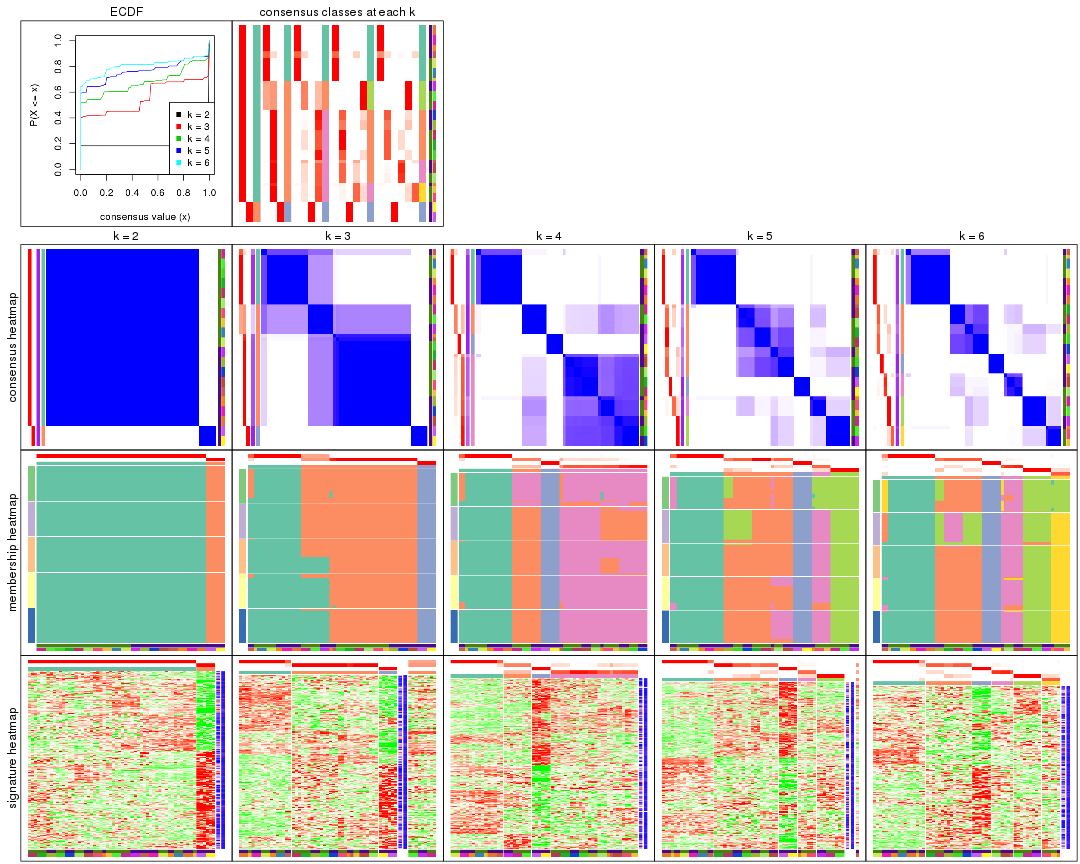 ECDF
consensus classes at each k
P(X <= x)
0.0
0.2
0.4
0.6
0.8
1.0
k = 2
k = 3
k = 4
k = 5
k = 6
0.0 0.2 0.4 0.6 0.8 1.0
consensus value (x)
k = 2
k = 3
k = 4
k = 5
k = 6
consensus heatmap
membership heatmap
signature heatmap